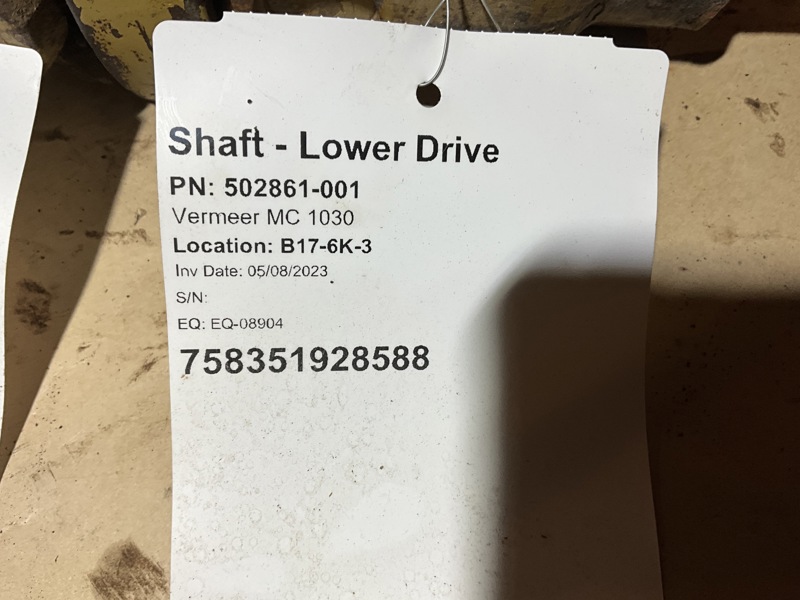 Shaft - Lower Drive
PN: 502861-001
Vermeer MC 1030
Location: B17-6K-3
Inv Date: 05/08/2023
S/N:
EQ: EQ-08904
758351928588